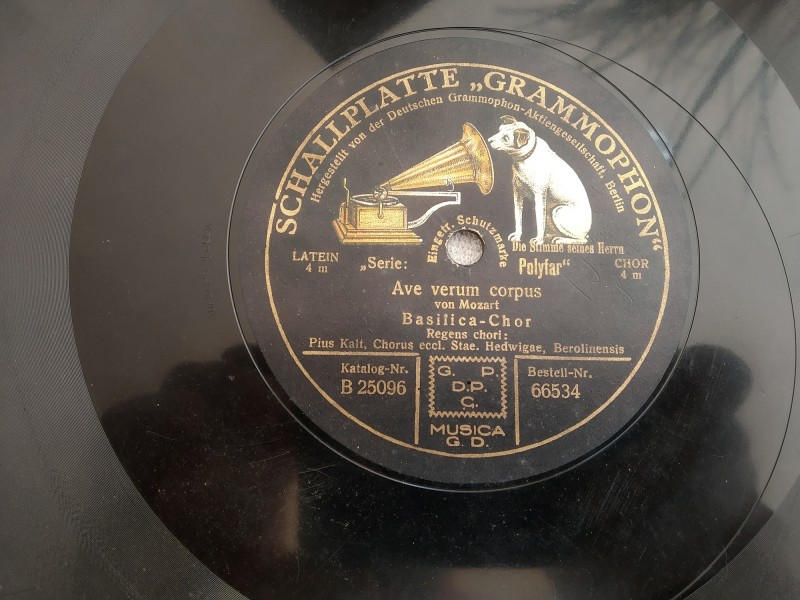 SCHALLPLATTE „GRAMMOPHON“
Hergestellt von der Deutschen Grammophon-Aktiengesellschaft, Berlin
Eingetr. Schutzmarke
Die Stimme seines Herrn
LATEIN
4 m
„Serie: Polyfar“
CHOR
4 m
Ave verum corpus
von Mozart
Basilica-Chor
Regens chori:
Pius Kalt, Chorus eccl. Stae. Hedwigae, Berolinensis
Katalog-Nr.
B 25096
G. P.
D.P.
C.
MUSICA
G. D.
Bestell-Nr.
66534